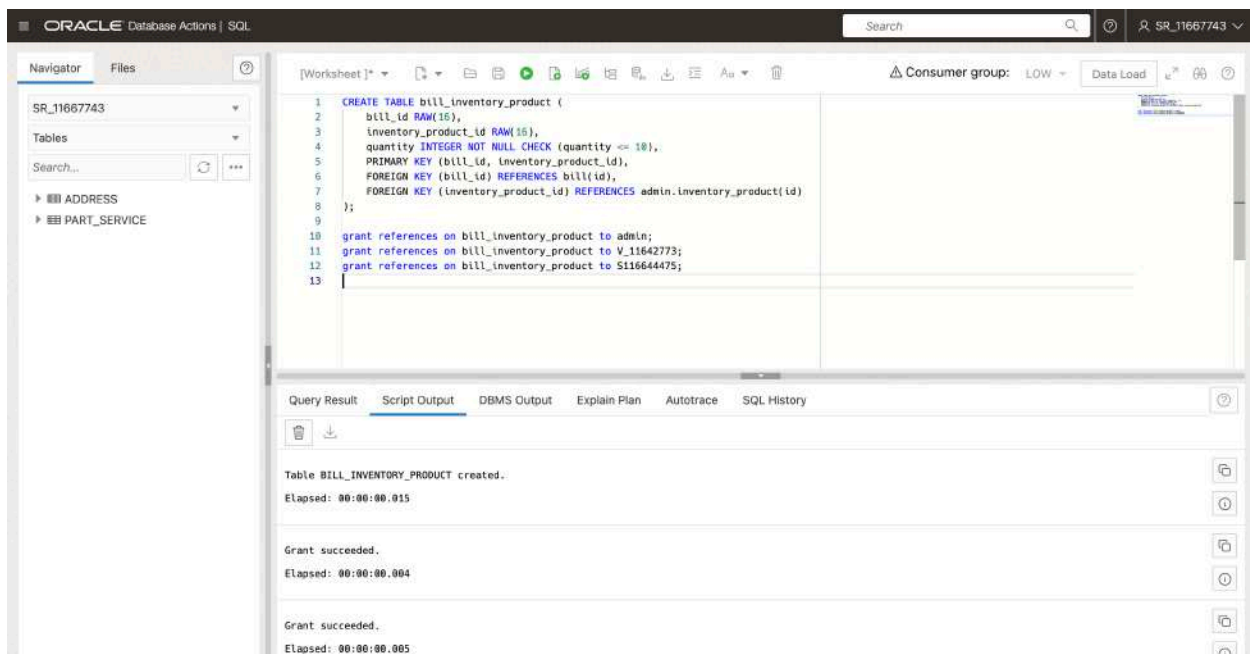 ORACLE Database Actions | SQL
Search
SR_11667743
Navigator Files
[Worksheet]*
Aa
Consumer group: LOW
Data Load
SR_11667743
Tables
Search...
ADDRESS
PART_SERVICE
1 CREATE TABLE bill_inventory_product (
2 bill_id RAW(16),
3 inventory_product_id RAW(16),
4 quantity INTEGER NOT NULL CHECK (quantity <= 10),
5 PRIMARY KEY (bill_id, inventory_product_id),
6 FOREIGN KEY (bill_id) REFERENCES bill(id),
7 FOREIGN KEY (inventory_product_id) REFERENCES admin.inventory_product(id)
8 );
9
10 grant references on bill_inventory_product to admin;
11 grant references on bill_inventory_product to V_11642773;
12 grant references on bill_inventory_product to S116644475;
13
Query Result Script Output DBMS Output Explain Plan Autotrace SQL History
Table BILL_INVENTORY_PRODUCT created.
Elapsed: 00:00:00.015
Grant succeeded.
Elapsed: 00:00:00.004
Grant succeeded.
Elapsed: 00:00:00.005